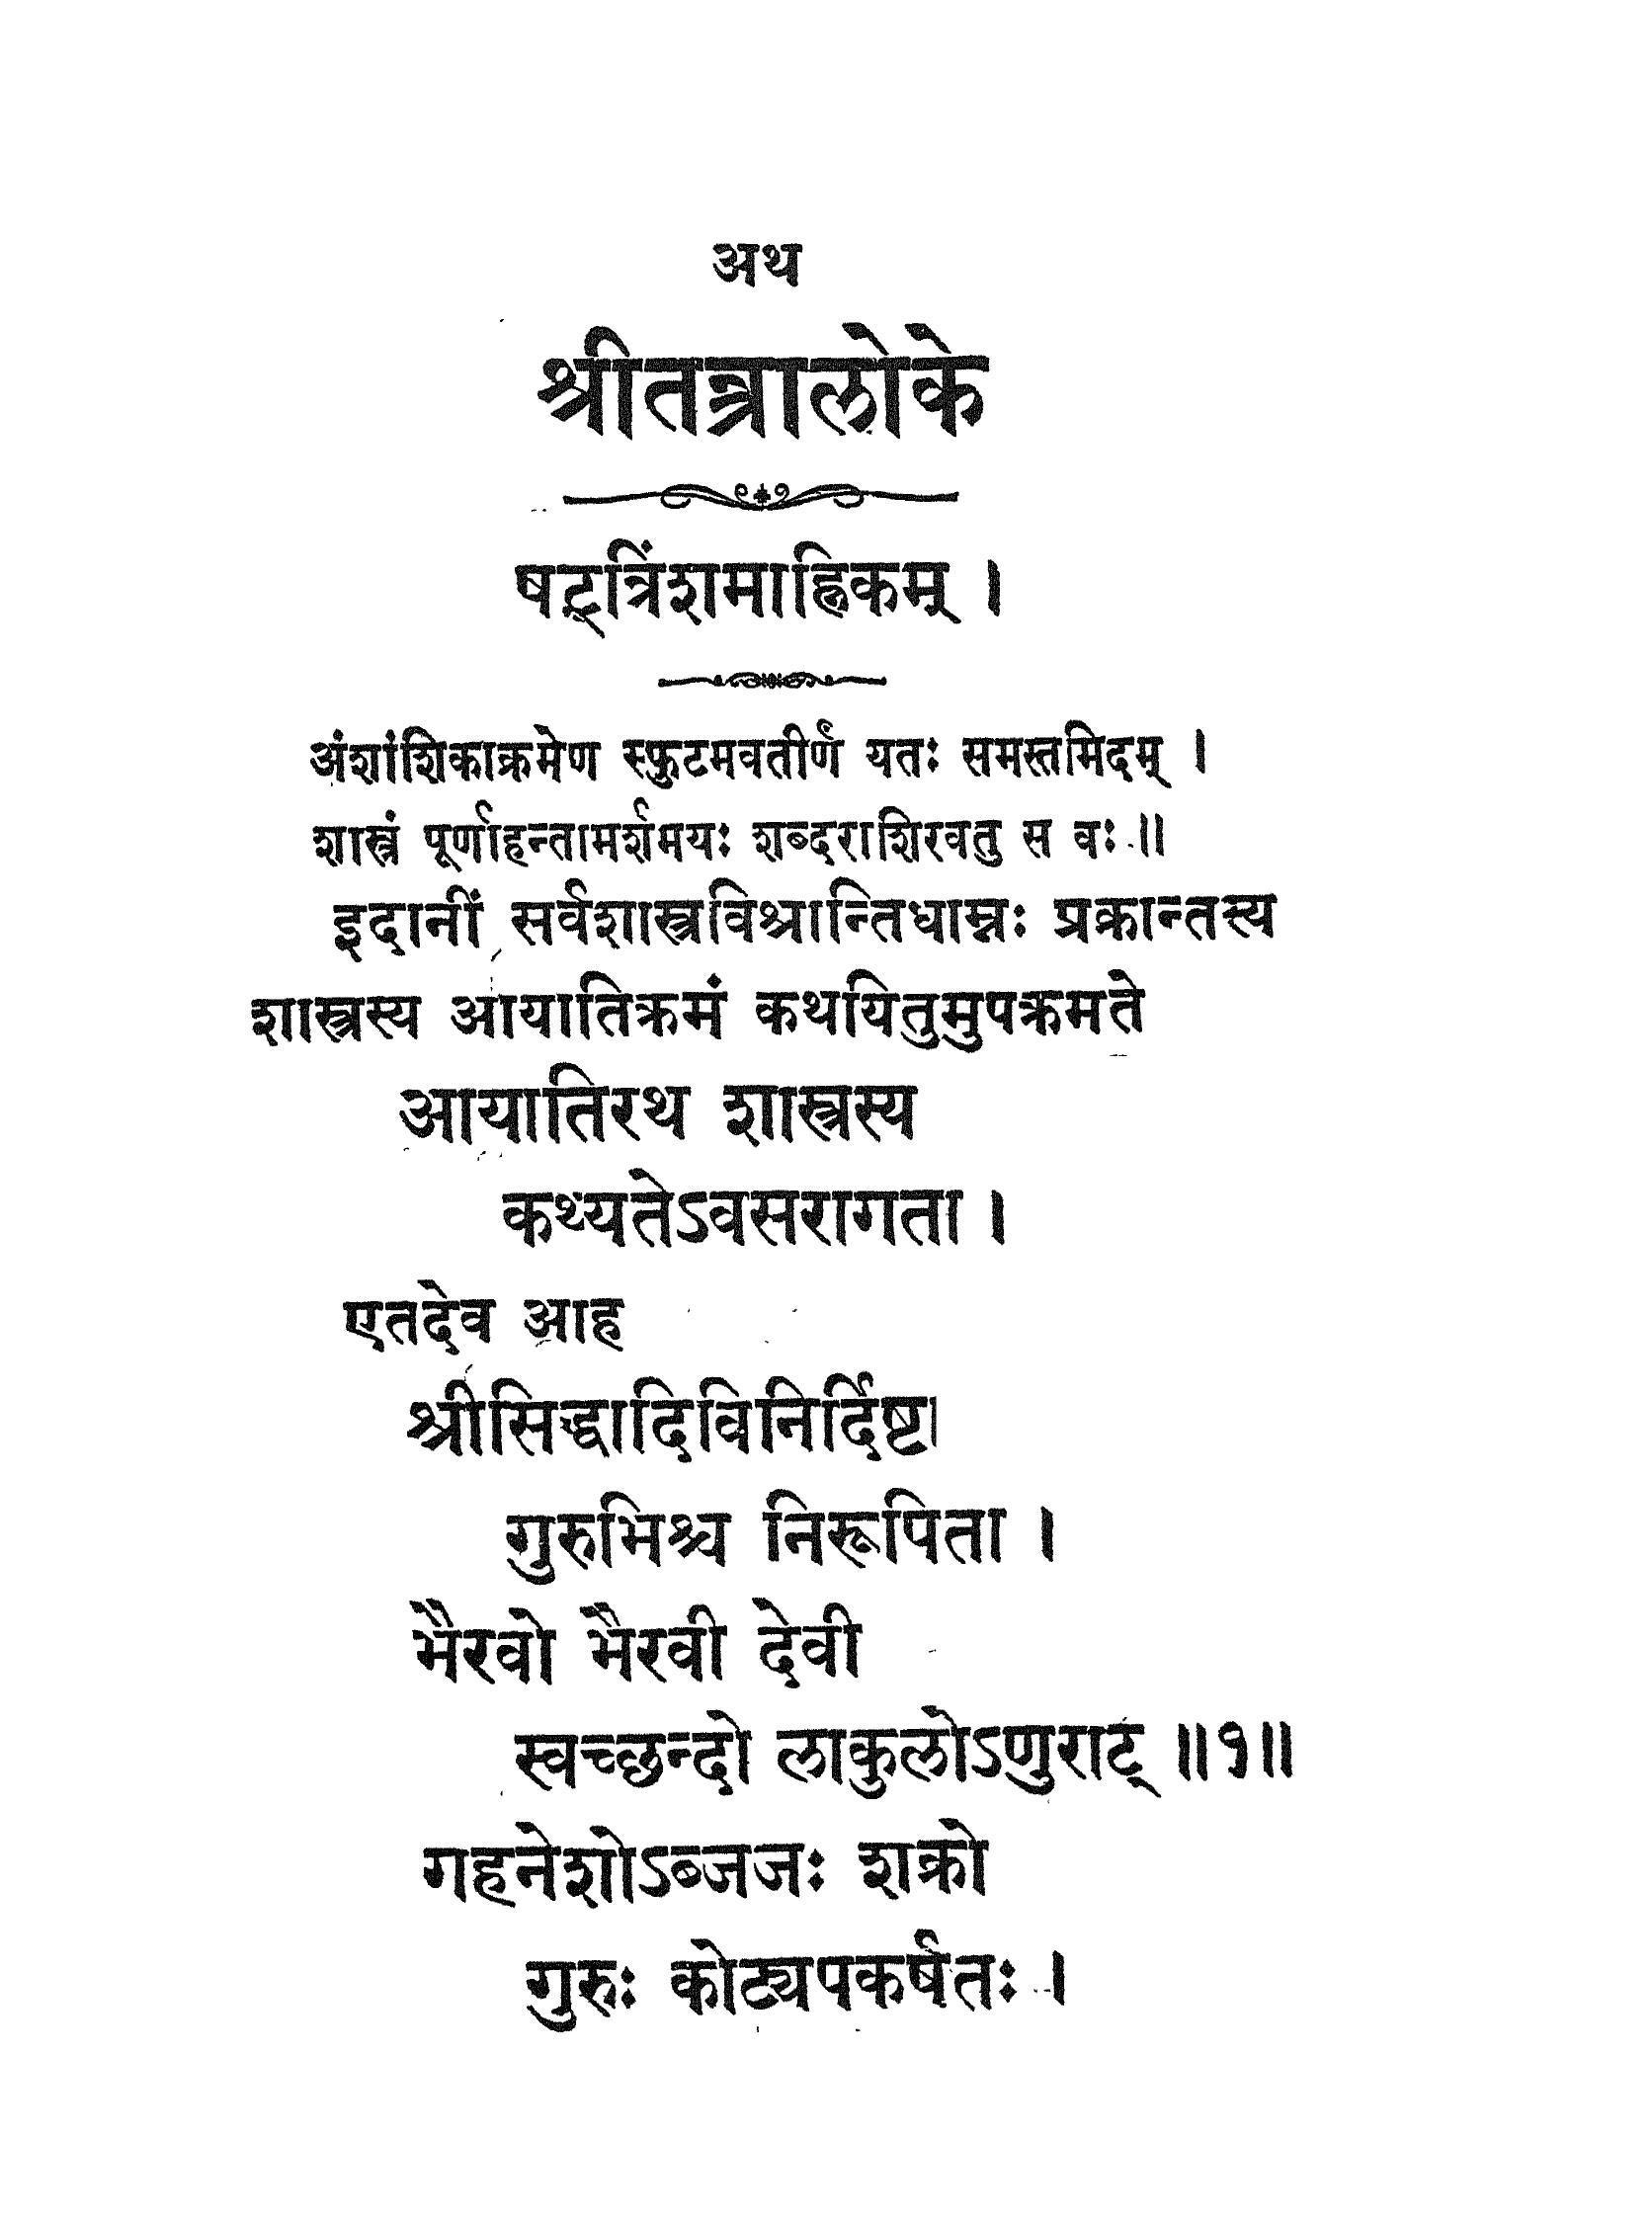 अथ
श्रीतन्त्रालोके
षट्त्रिंशमाह्निकम् ।
अंशांशिकाक्रमेण स्फुटमवतीर्णं यतः समस्तमिदम् ।
शास्त्रं पूर्णाहन्तामर्शमयः शब्दराशिरवतु स वः ॥
इदानीं सर्वशास्त्रविश्रान्तिधाम्नः प्रक्रान्तस्य
शास्त्रस्य आयातिक्रमं कथयितुमुपक्रमते
आयातिरथ शास्त्रस्य
कथ्यतेऽवसरागता ।
एतदेव आह
श्रीसिद्धादिविनिर्दिष्टा
गुरुभिश्च निरूपिता ।
भैरवो भैरवी देवी
स्वच्छन्दो लाकुलोऽणुराट् ॥१॥
गहनेशोऽब्जजः शक्रो
गुरुः कोट्यपकर्षतः ।